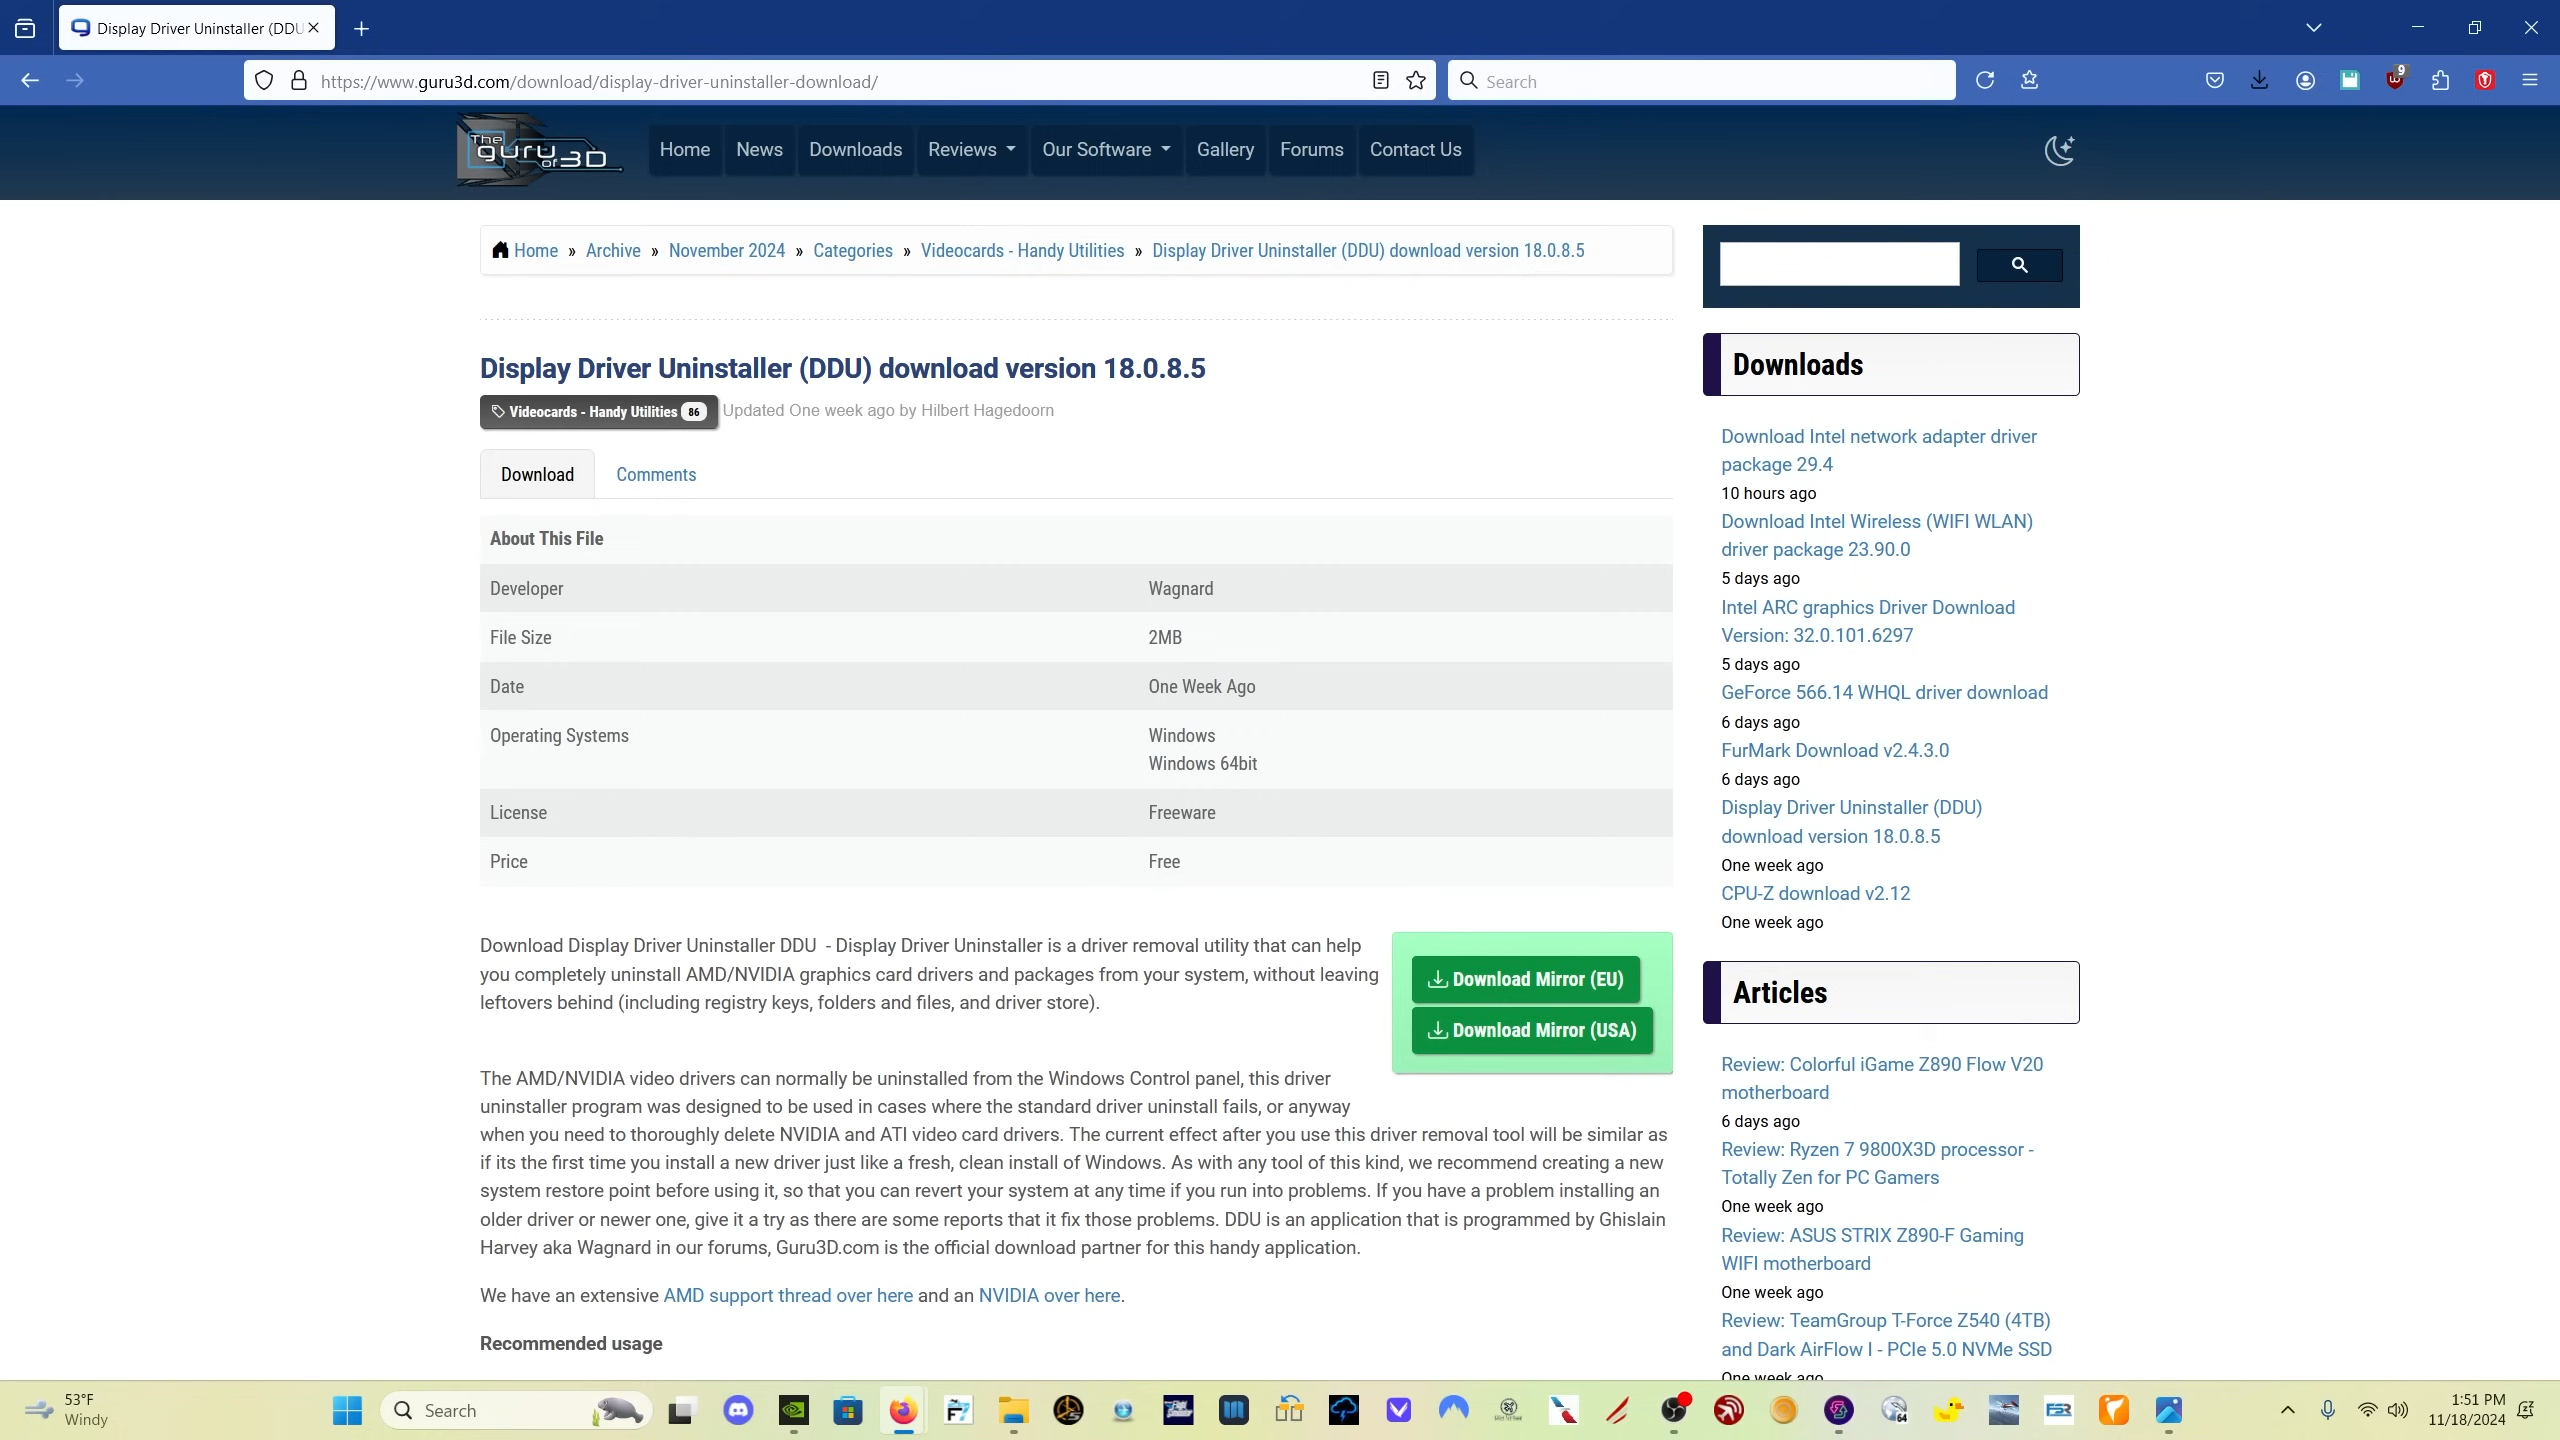 Display Driver Uninstaller (DDU
https://www.guru3d.com/download/display-driver-uninstaller-download/
Search
9
The
guru of 3D
Home
News
Downloads
Reviews
Our Software
Gallery
Forums
Contact Us
Home » Archive » November 2024 » Categories » Videocards - Handy Utilities » Display Driver Uninstaller (DDU) download version 18.0.8.5
Display Driver Uninstaller (DDU) download version 18.0.8.5
Videocards - Handy Utilities 86 Updated One week ago by Hilbert Hagedoorn
Download
Comments
About This File
Developer Wagnard
File Size 2MB
Date One Week Ago
Operating Systems Windows
Windows 64bit
License Freeware
Price Free
Download Display Driver Uninstaller DDU - Display Driver Uninstaller is a driver removal utility that can help
you completely uninstall AMD/NVIDIA graphics card drivers and packages from your system, without leaving
leftovers behind (including registry keys, folders and files, and driver store).
Download Mirror (EU)
Download Mirror (USA)
The AMD/NVIDIA video drivers can normally be uninstalled from the Windows Control panel, this driver
uninstaller program was designed to be used in cases where the standard driver uninstall fails, or anyway
when you need to thoroughly delete NVIDIA and ATI video card drivers. The current effect after you use this driver removal tool will be similar as
if its the first time you install a new driver just like a fresh, clean install of Windows. As with any tool of this kind, we recommend creating a new
system restore point before using it, so that you can revert your system at any time if you run into problems. If you have a problem installing an
older driver or newer one, give it a try as there are some reports that it fix those problems. DDU is an application that is programmed by Ghislain
Harvey aka Wagnard in our forums, Guru3D.com is the official download partner for this handy application.
We have an extensive AMD support thread over here and an NVIDIA over here.
Recommended usage
Downloads
Download Intel network adapter driver
package 29.4
10 hours ago
Download Intel Wireless (WIFI WLAN)
driver package 23.90.0
5 days ago
Intel ARC graphics Driver Download
Version: 32.0.101.6297
5 days ago
GeForce 566.14 WHQL driver download
6 days ago
FurMark Download v2.4.3.0
6 days ago
Display Driver Uninstaller (DDU)
download version 18.0.8.5
One week ago
CPU-Z download v2.12
One week ago
Articles
Review: Colorful iGame Z890 Flow V20
motherboard
6 days ago
Review: Ryzen 7 9800X3D processor -
Totally Zen for PC Gamers
One week ago
Review: ASUS STRIX Z890-F Gaming
WIFI motherboard
One week ago
Review: TeamGroup T-Force Z540 (4TB)
and Dark AirFlow I - PCIe 5.0 NVMe SSD
One week ago
53°F
Windy
Search
F7
64
FSR
1:51 PM
11/18/2024